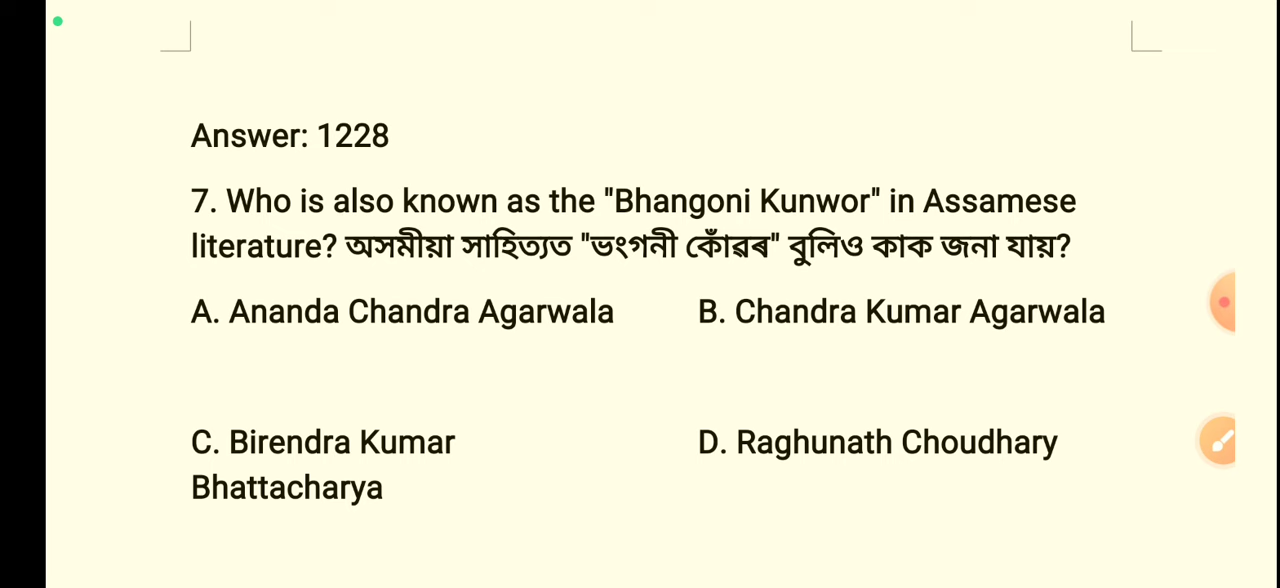 Answer: 1228
7. Who is also known as the "Bhangoni Kunwor" in Assamese
literature? অসমীয়া সাহিত্যত "ভংগনী কোঁৱৰ" বুলিও কাক জনা যায়?
A. Ananda Chandra Agarwala B. Chandra Kumar Agarwala
C. Birendra Kumar D. Raghunath Choudhary
Bhattacharya